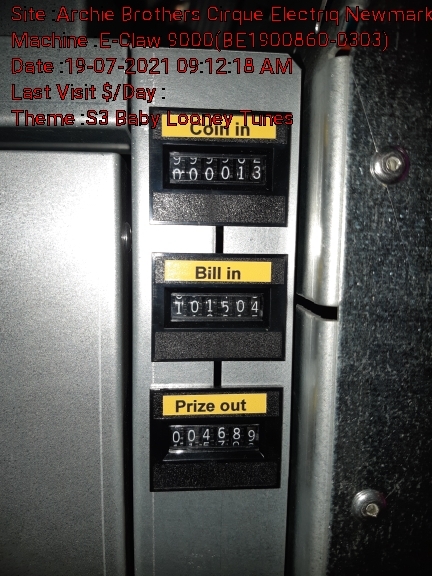 Site :Archie Brothers Cirque Electriq Newmark
Machine :E-Claw 9000(BE1900860-0303)
Date :19-07-2021 09:12:18 AM
Last Visit $/Day :
Theme :S3 Baby Looney Tunes
Coin in
000013
Bill in
101504
Prize out
004689